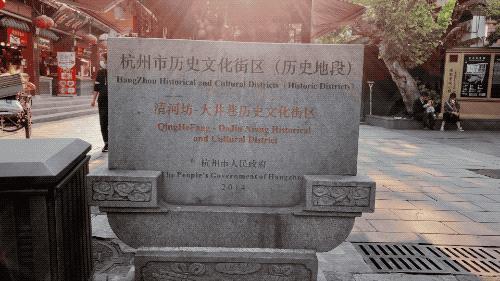 杭州市历史文化街区（历史地段）
HangZhou Historical and Cultural Districts (Historic Districts)
清河坊-大井巷历史文化街区
QingHeFang - DaJin Xiang Historical
and Cultural District
杭州市人民政府
The People's Government of Hangzhou
2014